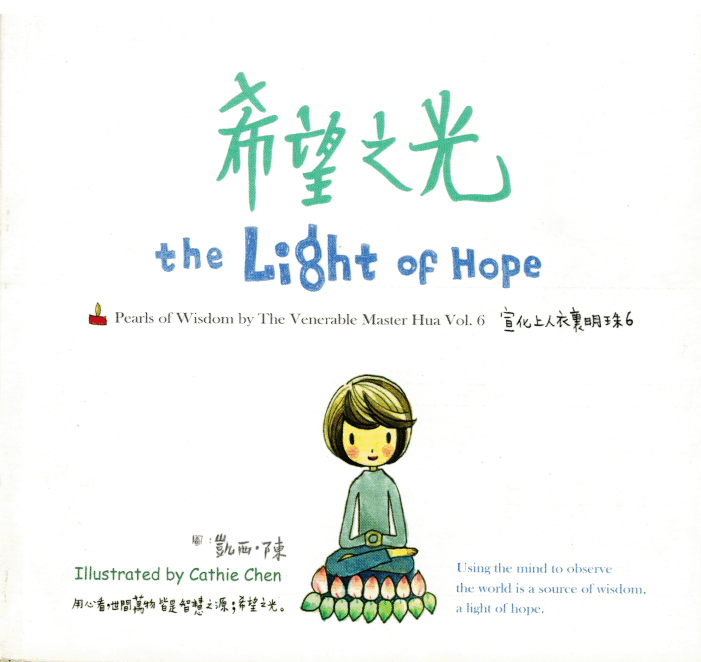 希望之光
the Light of Hope
Pearls of Wisdom by The Venerable Master Hua Vol. 6 宣化上人衣裏明珠6
圖：凱西·陳
Illustrated by Cathie Chen
用心看，世間萬物皆是智慧之源；希望之光。
Using the mind to observe
the world is a source of wisdom,
a light of hope.